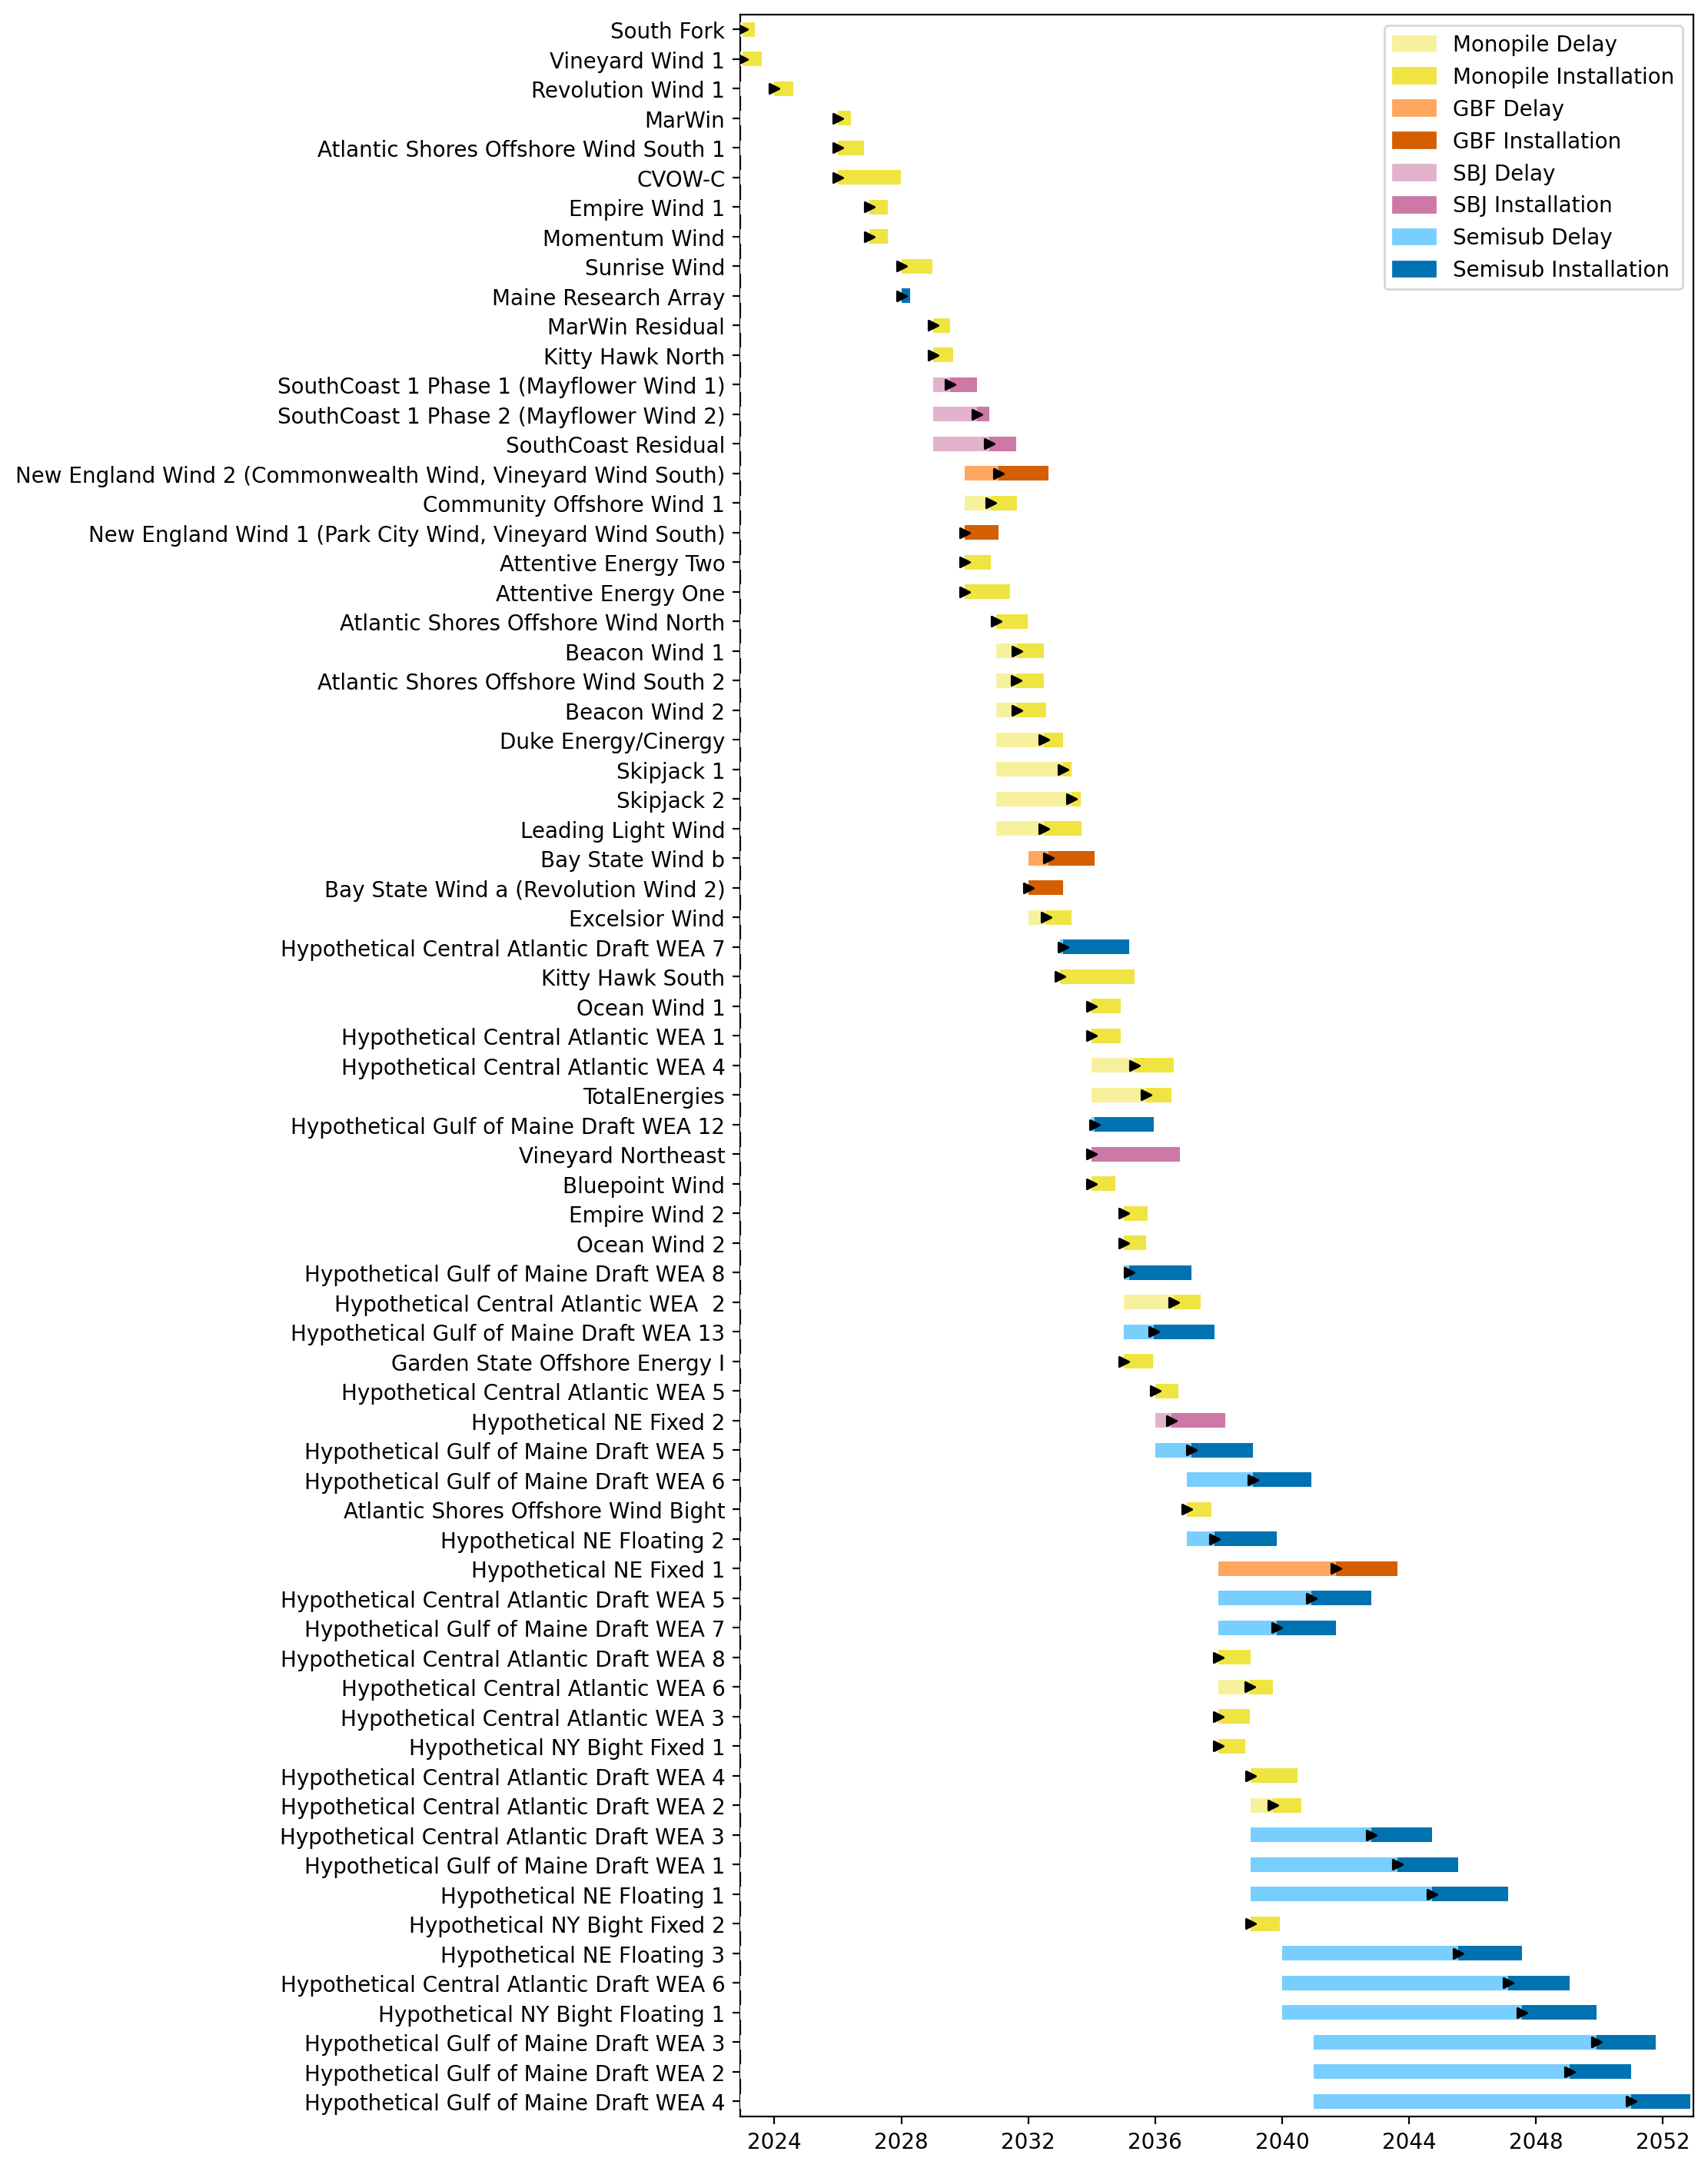 South Fork
Vineyard Wind 1
Revolution Wind 1
MarWin
Atlantic Shores Offshore Wind South 1
CVOW-C
Empire Wind 1
Momentum Wind
Sunrise Wind
Maine Research Array
MarWin Residual
Kitty Hawk North
SouthCoast 1 Phase 1 (Mayflower Wind 1)
SouthCoast 1 Phase 2 (Mayflower Wind 2)
SouthCoast Residual
New England Wind 2 (Commonwealth Wind, Vineyard Wind South)
Community Offshore Wind 1
New England Wind 1 (Park City Wind, Vineyard Wind South)
Attentive Energy Two
Attentive Energy One
Atlantic Shores Offshore Wind North
Beacon Wind 1
Atlantic Shores Offshore Wind South 2
Beacon Wind 2
Duke Energy/Cinergy
Skipjack 1
Skipjack 2
Leading Light Wind
Bay State Wind b
Bay State Wind a (Revolution Wind 2)
Excelsior Wind
Hypothetical Central Atlantic Draft WEA 7
Kitty Hawk South
Ocean Wind 1
Hypothetical Central Atlantic WEA 1
Hypothetical Central Atlantic WEA 4
TotalEnergies
Hypothetical Gulf of Maine Draft WEA 12
Vineyard Northeast
Bluepoint Wind
Empire Wind 2
Ocean Wind 2
Hypothetical Gulf of Maine Draft WEA 8
Hypothetical Central Atlantic WEA  2
Hypothetical Gulf of Maine Draft WEA 13
Garden State Offshore Energy I
Hypothetical Central Atlantic WEA 5
Hypothetical NE Fixed 2
Hypothetical Gulf of Maine Draft WEA 5
Hypothetical Gulf of Maine Draft WEA 6
Atlantic Shores Offshore Wind Bight
Hypothetical NE Floating 2
Hypothetical NE Fixed 1
Hypothetical Central Atlantic Draft WEA 5
Hypothetical Gulf of Maine Draft WEA 7
Hypothetical Central Atlantic Draft WEA 8
Hypothetical Central Atlantic WEA 6
Hypothetical Central Atlantic WEA 3
Hypothetical NY Bight Fixed 1
Hypothetical Central Atlantic Draft WEA 4
Hypothetical Central Atlantic Draft WEA 2
Hypothetical Central Atlantic Draft WEA 3
Hypothetical Gulf of Maine Draft WEA 1
Hypothetical NE Floating 1
Hypothetical NY Bight Fixed 2
Hypothetical NE Floating 3
Hypothetical Central Atlantic Draft WEA 6
Hypothetical NY Bight Floating 1
Hypothetical Gulf of Maine Draft WEA 3
Hypothetical Gulf of Maine Draft WEA 2
Hypothetical Gulf of Maine Draft WEA 4
Monopile Delay
Monopile Installation
GBF Delay
GBF Installation
SBJ Delay
SBJ Installation
Semisub Delay
Semisub Installation
2024 2028 2032 2036 2040 2044 2048 2052